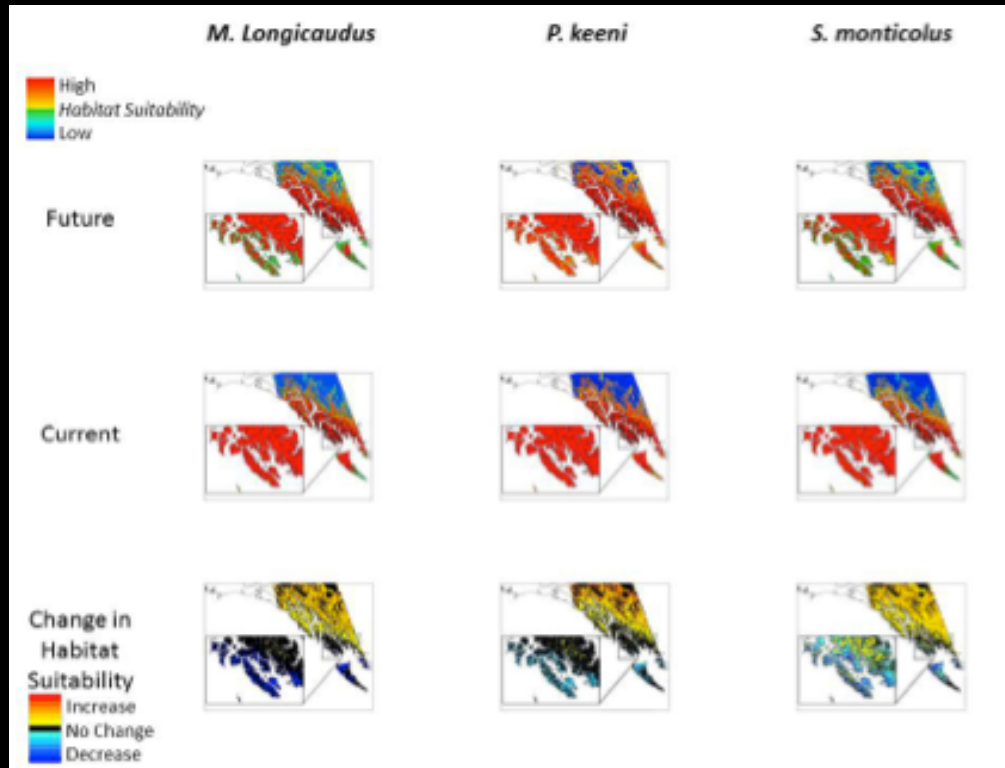 M. Longicaudus
P. keeni
S. monticolus
High
Habitat Suitability
Low
Future
Current
Change in
Habitat
Suitability
Increase
No Change
Decrease